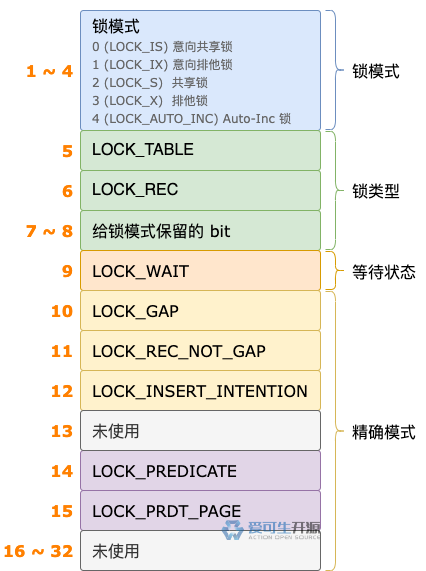 锁模式
0 (LOCK_IS) 意向共享锁
1 (LOCK_IX) 意向排他锁
2 (LOCK_S) 共享锁
3 (LOCK_X) 排他锁
4 (LOCK_AUTO_INC) Auto-Inc 锁
1 ~ 4
锁模式
5
LOCK_TABLE
6
LOCK_REC
锁类型
7 ~ 8
给锁模式保留的 bit
9
LOCK_WAIT
等待状态
10
LOCK_GAP
11
LOCK_REC_NOT_GAP
12
LOCK_INSERT_INTENTION
13
未使用
精确模式
14
LOCK_PREDICATE
15
LOCK_PRDT_PAGE
爱可生开源
ACTION OPEN SOURCE
16 ~ 32
未使用